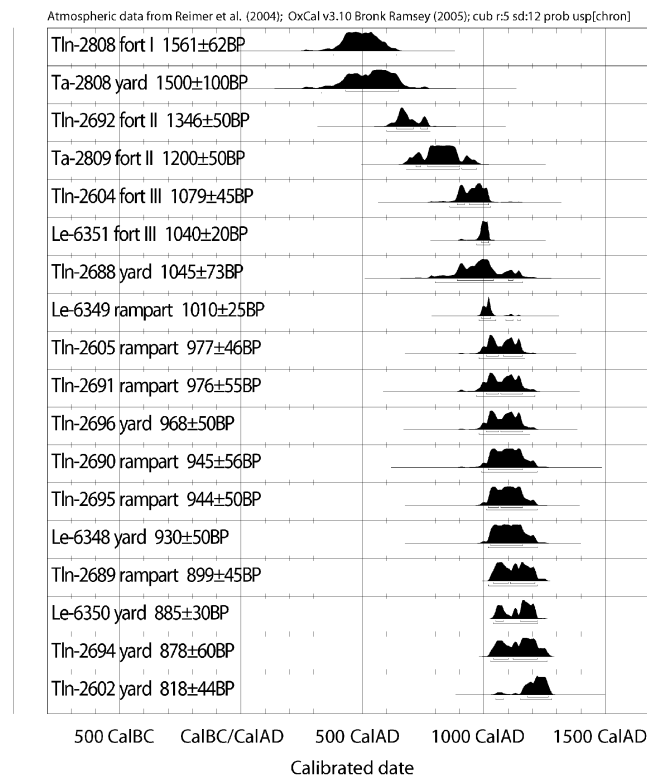 Atmospheric data from Reimer et al. (2004); OxCal v3.10 Bronk Ramsey (2005); cub r:5 sd:12 prob usp[chron]
Tln-2808 fort I 1561±62BP
Ta-2808 yard 1500±100BP
Tln-2692 fort II 1346±50BP
Ta-2809 fort II 1200±50BP
Tln-2604 fort III 1079±45BP
Le-6351 fort III 1040±20BP
Tln-2688 yard 1045±73BP
Le-6349 rampart 1010±25BP
Tln-2605 rampart 977±46BP
Tln-2691 rampart 976±55BP
Tln-2696 yard 968±50BP
Tln-2690 rampart 945±56BP
Tln-2695 rampart 944±50BP
Le-6348 yard 930±50BP
Tln-2689 rampart 899±45BP
Le-6350 yard 885±30BP
Tln-2694 yard 878±60BP
Tln-2602 yard 818±44BP
500 CalBC CalBC/CalAD 500 CalAD 1000 CalAD 1500 CalAD
Calibrated date